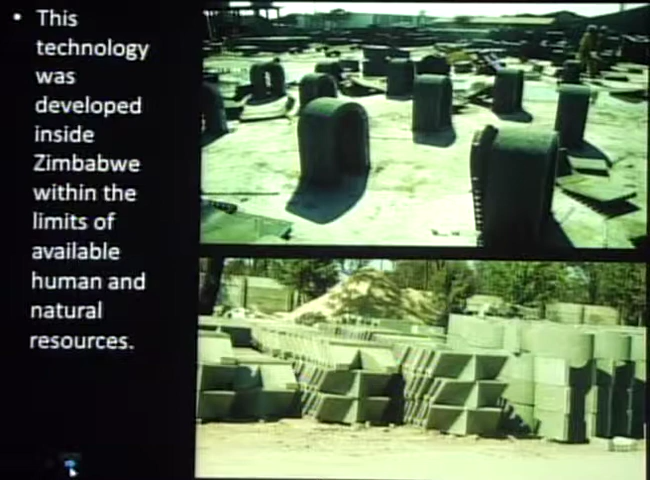 • This
technology
was
developed
inside
Zimbabwe
within the
limits of
available
human and
natural
resources.